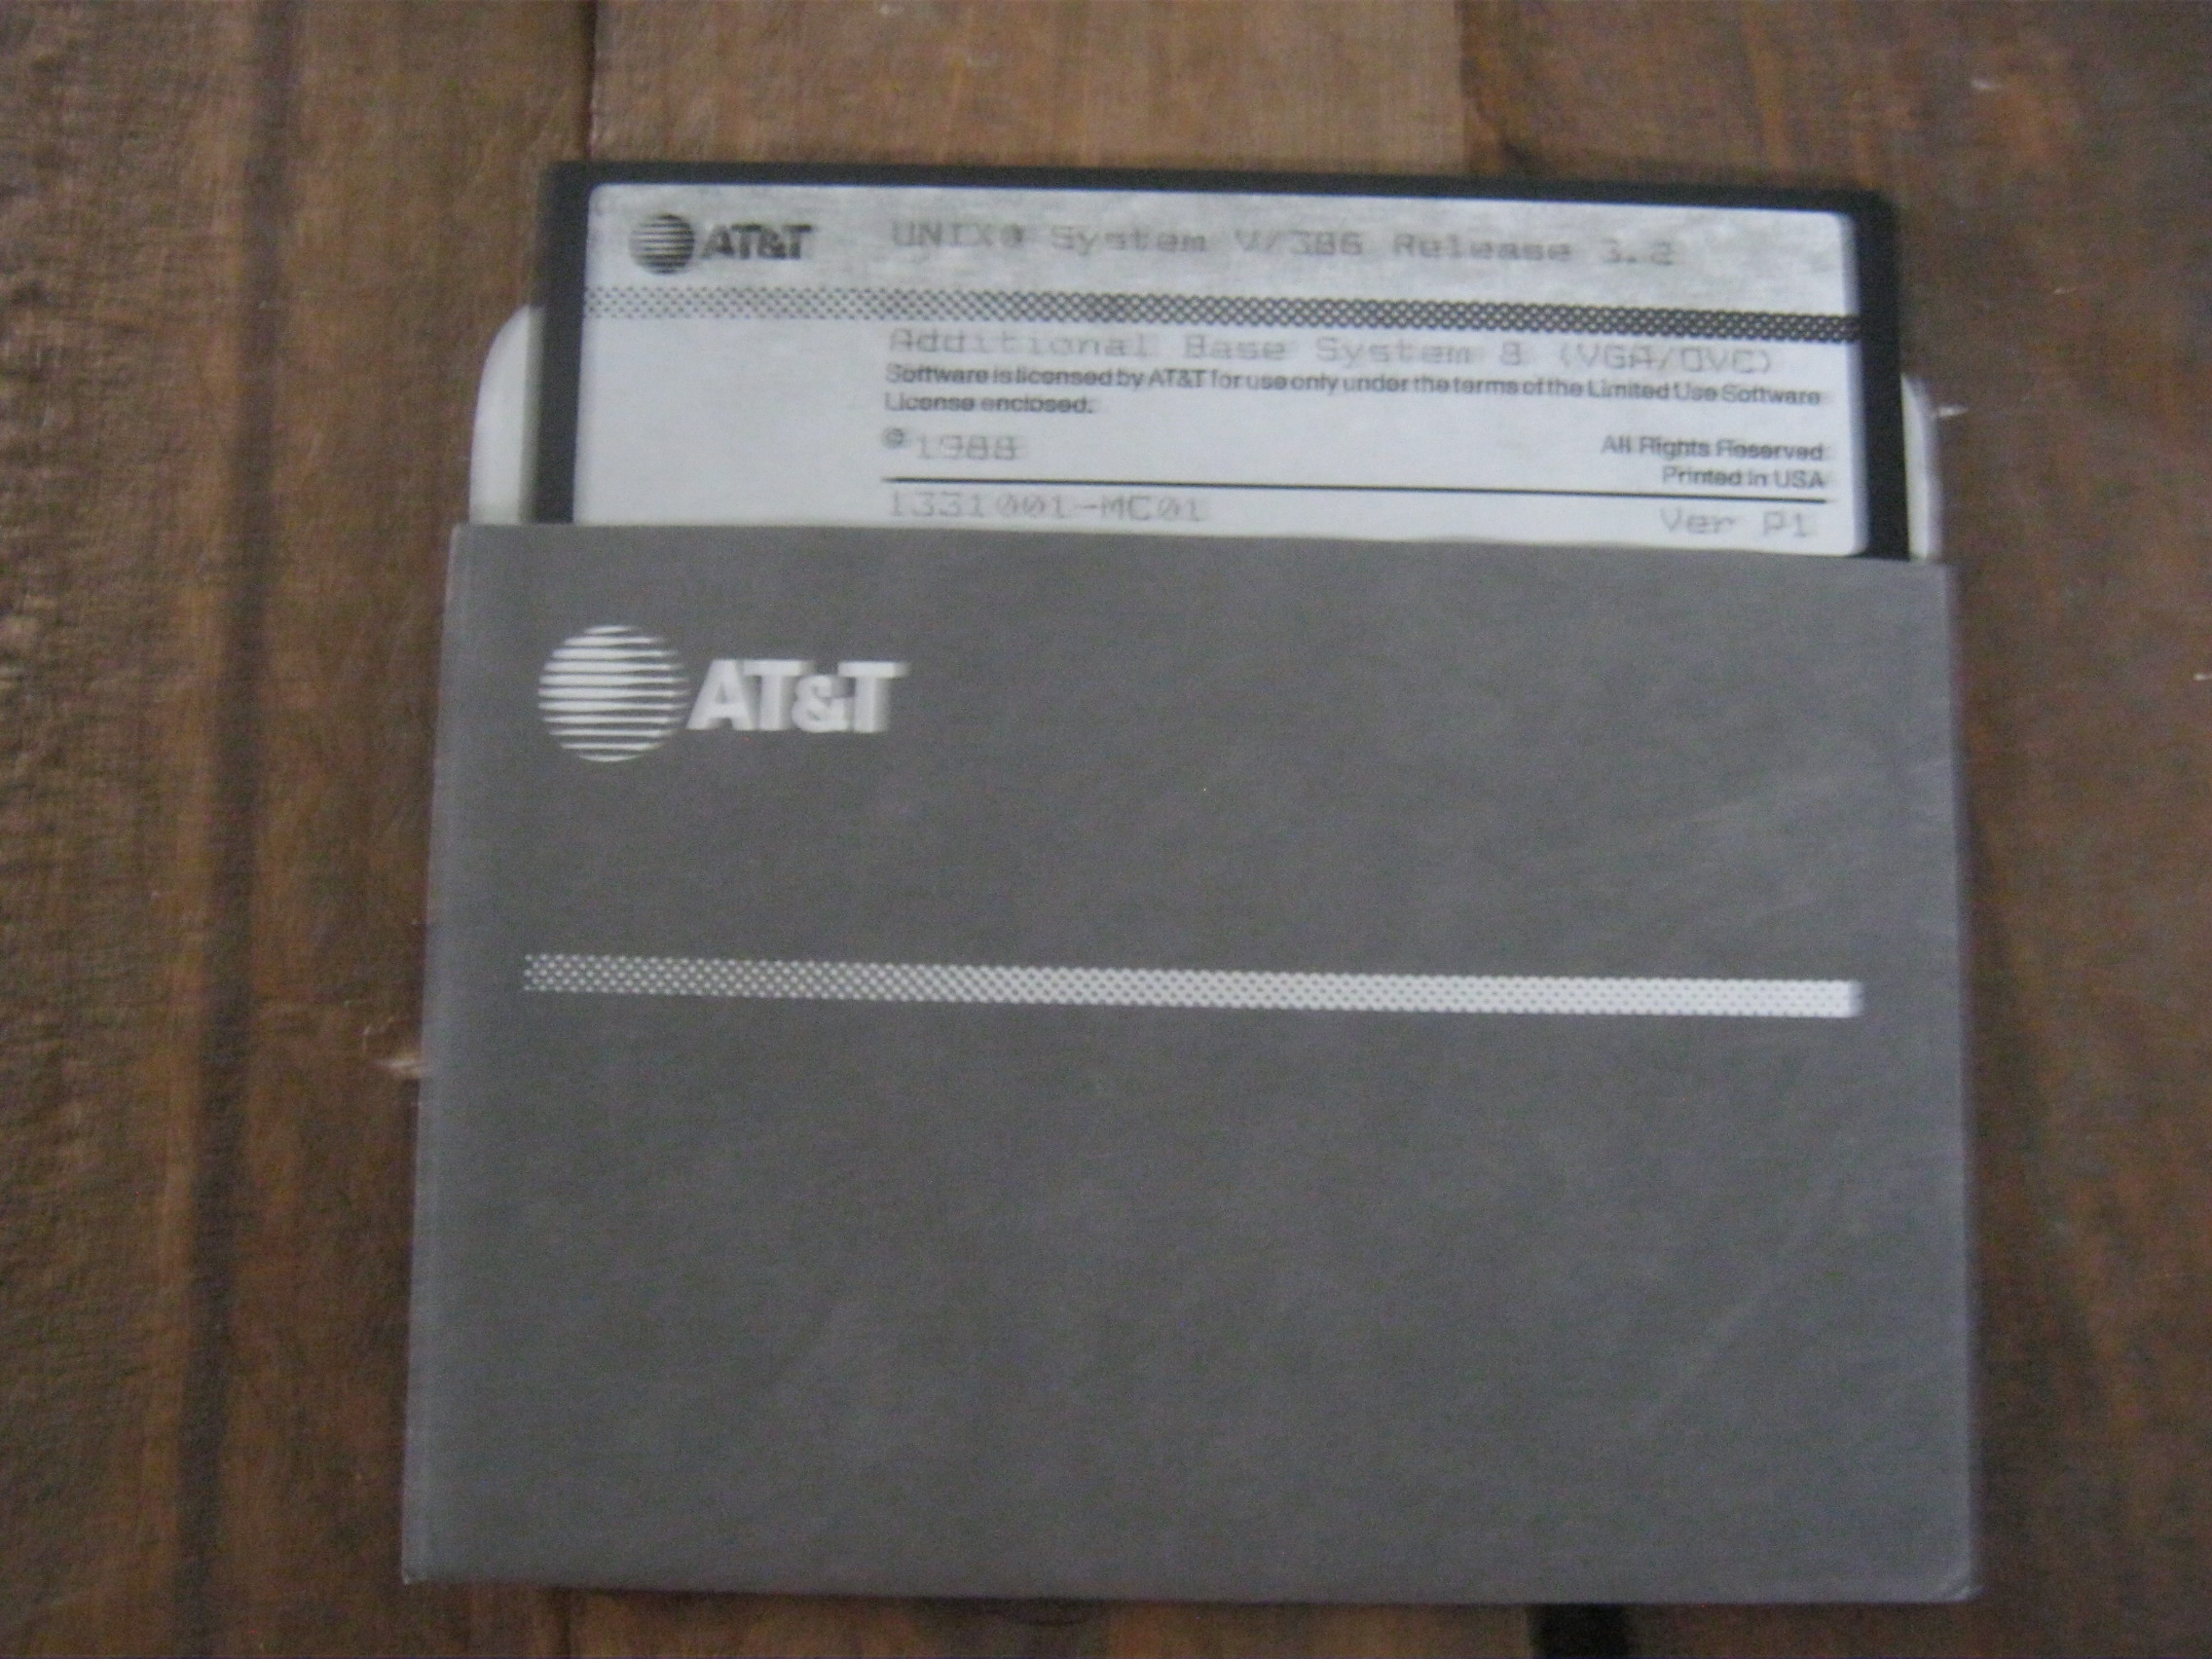 AT&T UNIX® System V/386 Release 3.2
Additional Base System 8 (VGA/OVC)
Software is licensed by AT&T for use only under the terms of the Limited Use Software
License enclosed.
© 1988 All Rights Reserved
Printed in USA
1331001-MC01 Ver P1
AT&T